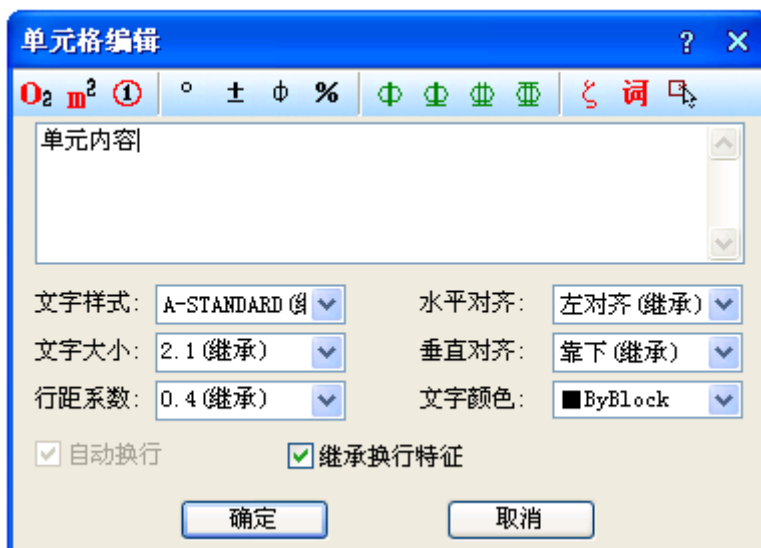 单元格编辑
O₂ m² ① ° ± φ % 词
单元内容
文字样式: A-STANDARD 水平对齐: 左对齐(继承)
文字大小: 2.1(继承) 垂直对齐: 靠下(继承)
行距系数: 0.4(继承) 文字颜色: ByBlock
自动换行 继承换行特征
确定 取消